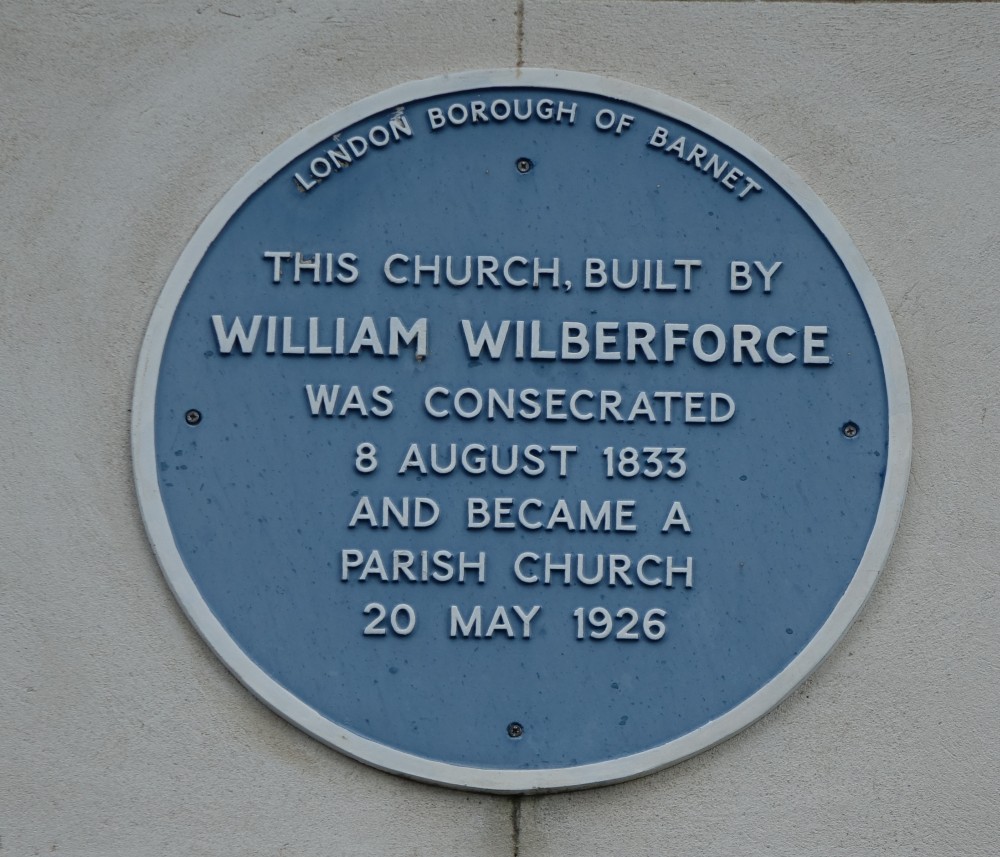 LONDON BOROUGH OF BARNET
THIS CHURCH, BUILT BY
WILLIAM WILBERFORCE
WAS CONSECRATED
8 AUGUST 1833
AND BECAME A
PARISH CHURCH
20 MAY 1926